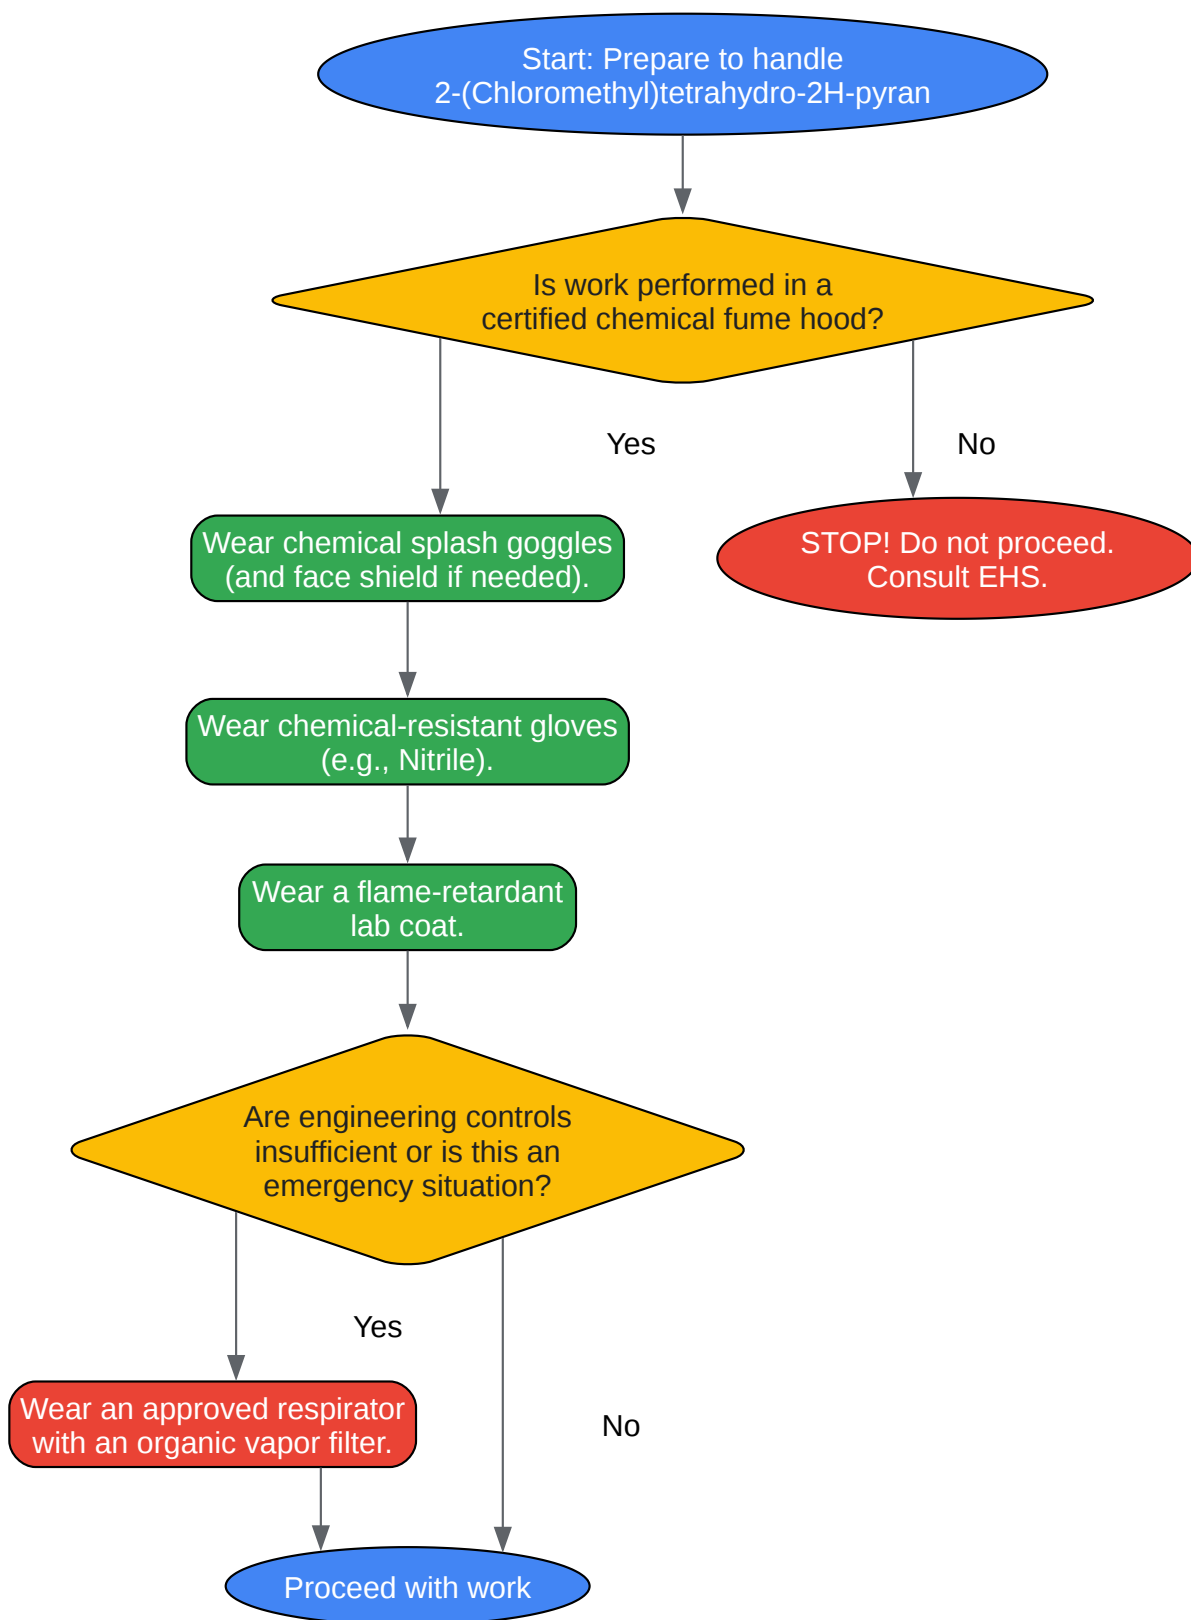 Start: Prepare to handle
2-(Chloromethyl)tetrahydro-2H-pyran
Is work performed in a
certified chemical fume hood?
Yes
No
Wear chemical splash goggles
(and face shield if needed).
STOP! Do not proceed.
Consult EHS.
Wear chemical-resistant gloves
(e.g., Nitrile).
Wear a flame-retardant
lab coat.
Are engineering controls
insufficient or is this an
emergency situation?
Yes
Wear an approved respirator
with an organic vapor filter.
No
Proceed with work